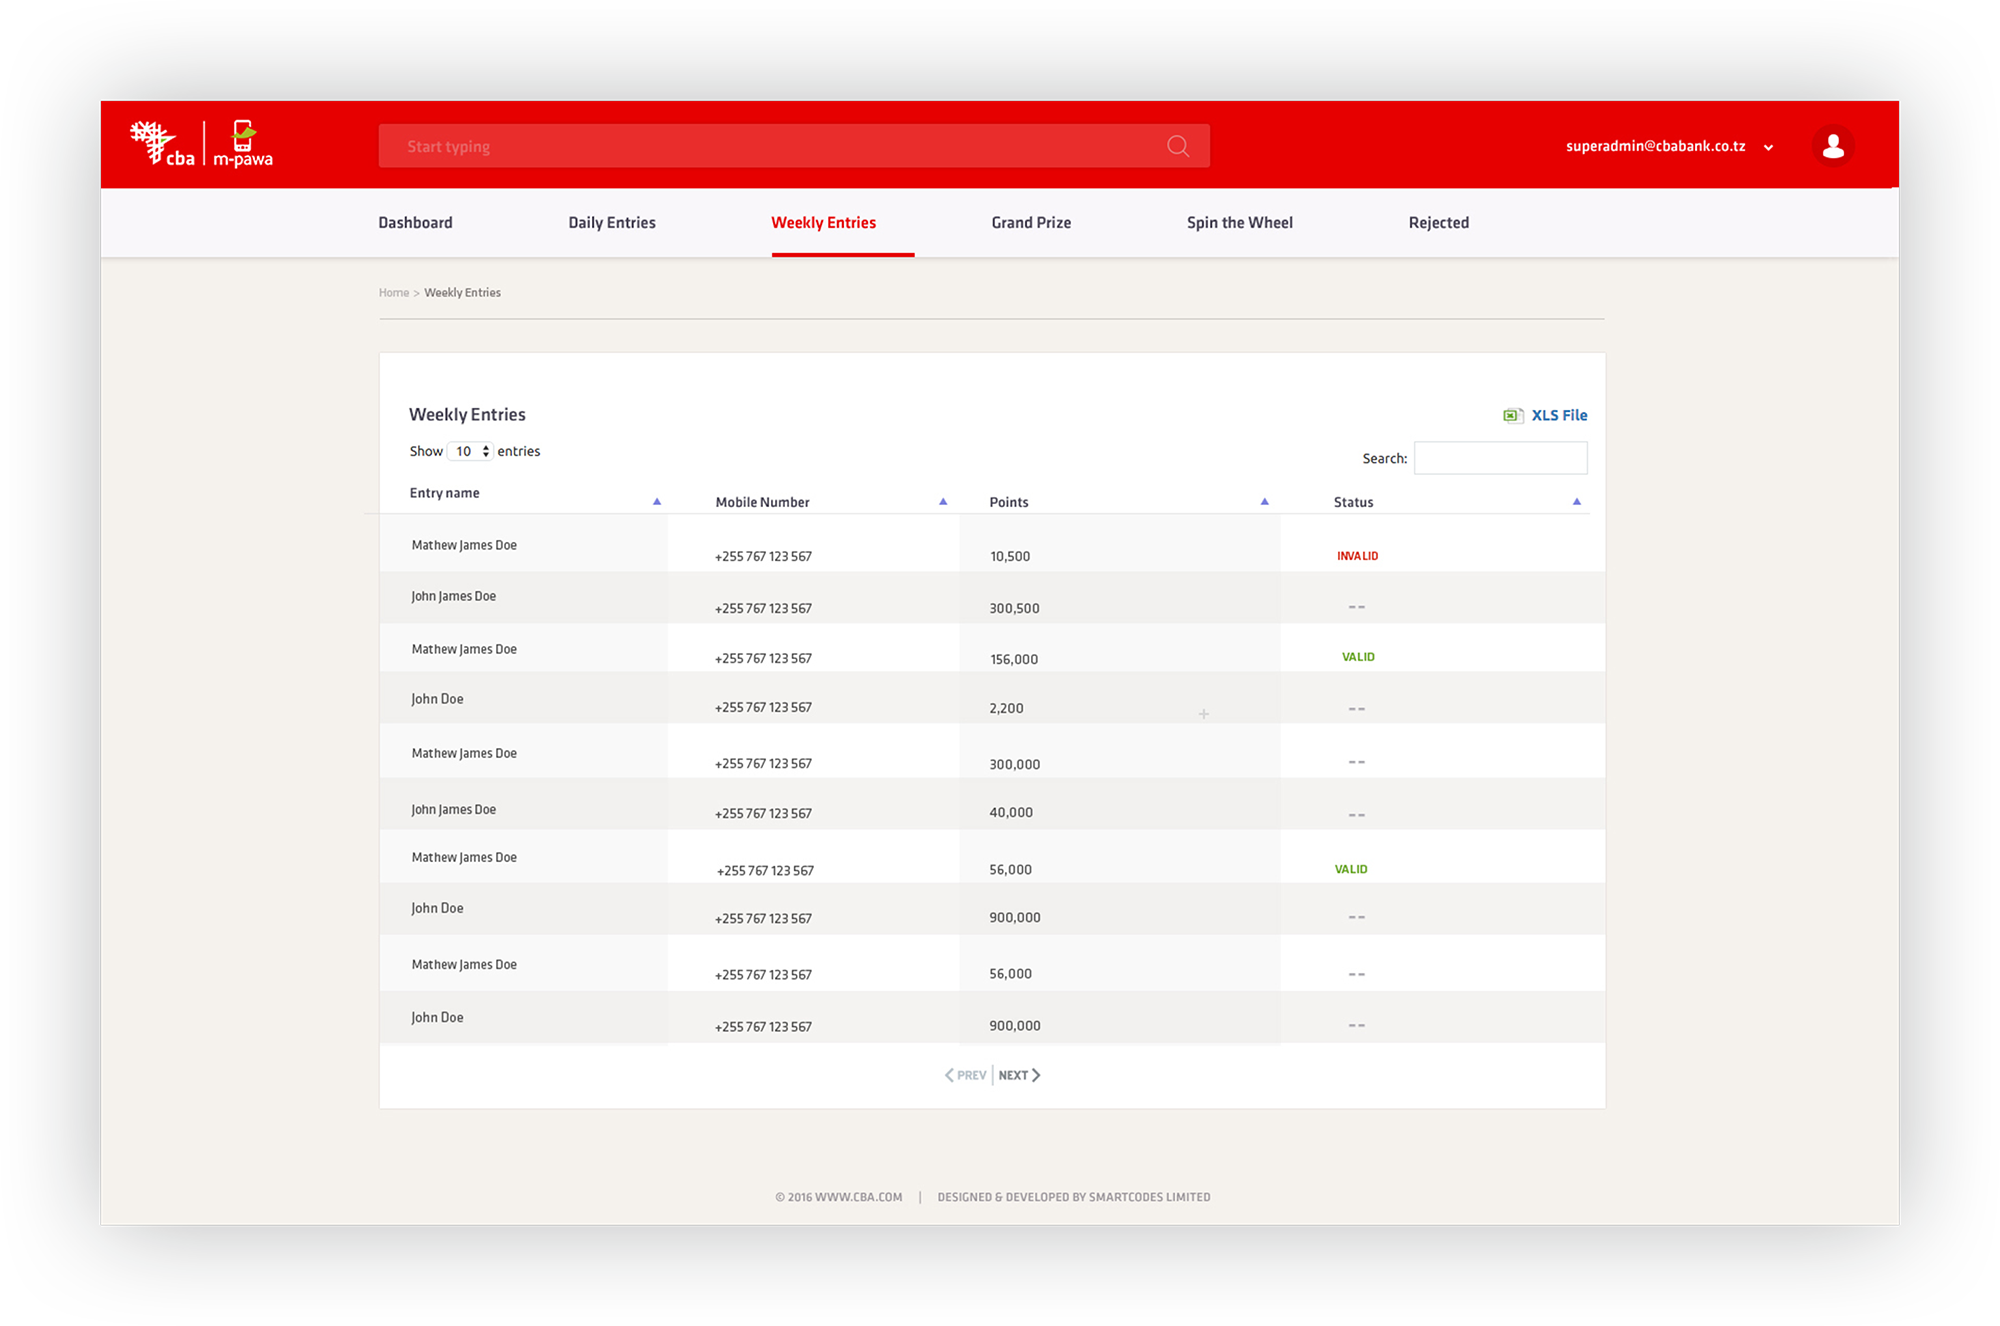 cba | m-pawa Start typing superadmin@cbabank.co.tz
Dashboard Daily Entries Weekly Entries Grand Prize Spin the Wheel Rejected
Home > Weekly Entries
Weekly Entries XLS File
Show 10 entries Search:
Entry name Mobile Number Points Status
Mathew James Doe +255 767 123 567 10,500 INVALID
John James Doe +255 767 123 567 300,500 --
Mathew James Doe +255 767 123 567 156,000 VALID
John Doe +255 767 123 567 2,200 --
Mathew James Doe +255 767 123 567 300,000 --
John James Doe +255 767 123 567 40,000 --
Mathew James Doe +255 767 123 567 56,000 VALID
John Doe +255 767 123 567 900,000 --
Mathew James Doe +255 767 123 567 56,000 --
John Doe +255 767 123 567 900,000 --
PREV | NEXT
© 2016 WWW.CBA.COM | DESIGNED & DEVELOPED BY SMARTCODES LIMITED